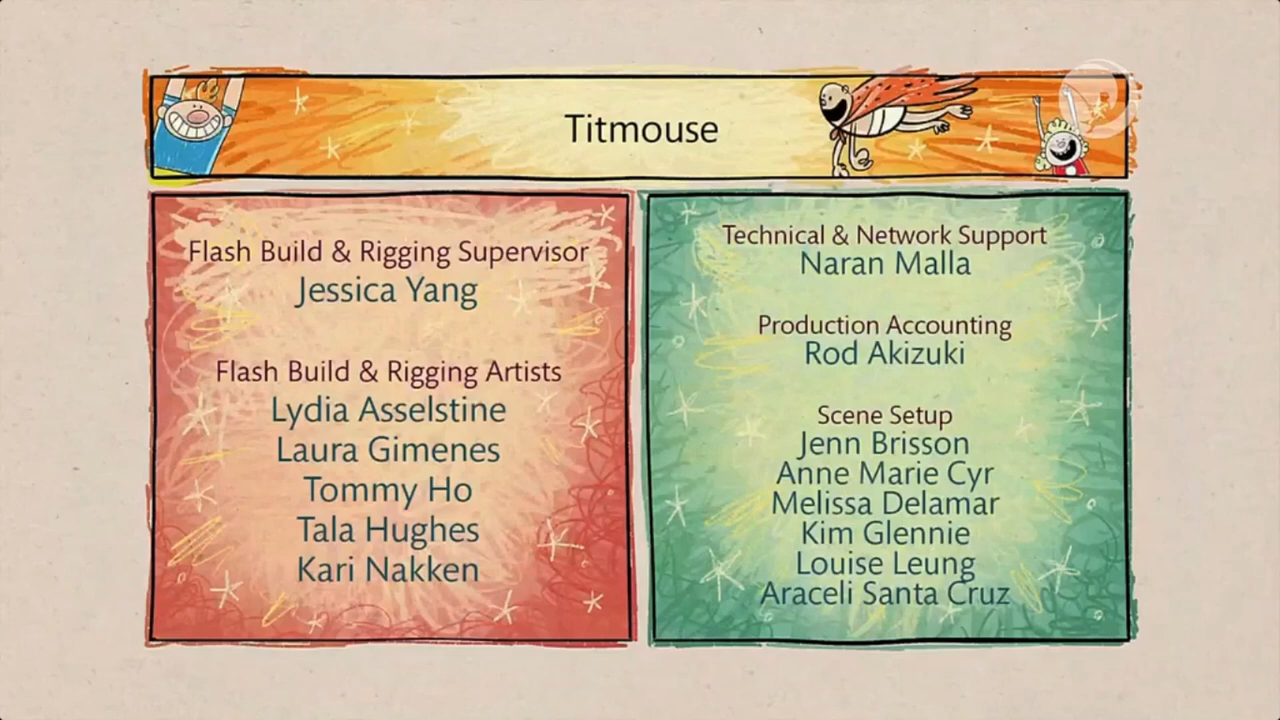 Titmouse
Flash Build & Rigging Supervisor
Jessica Yang
Flash Build & Rigging Artists
Lydia Asselstine
Laura Gimenes
Tommy Ho
Tala Hughes
Kari Nakken
Technical & Network Support
Naran Malla
Production Accounting
Rod Akizuki
Scene Setup
Jenn Brisson
Anne Marie Cyr
Melissa Delamar
Kim Glennie
Louise Leung
Araceli Santa Cruz